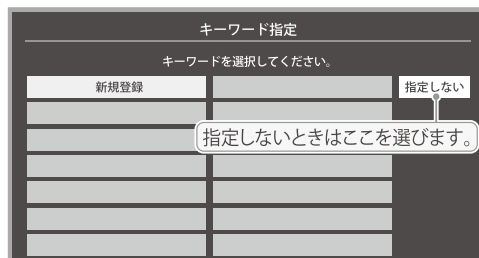 キーワード指定
キーワードを選択してください。
新規登録
指定しない
指定しないときはここを選びます。